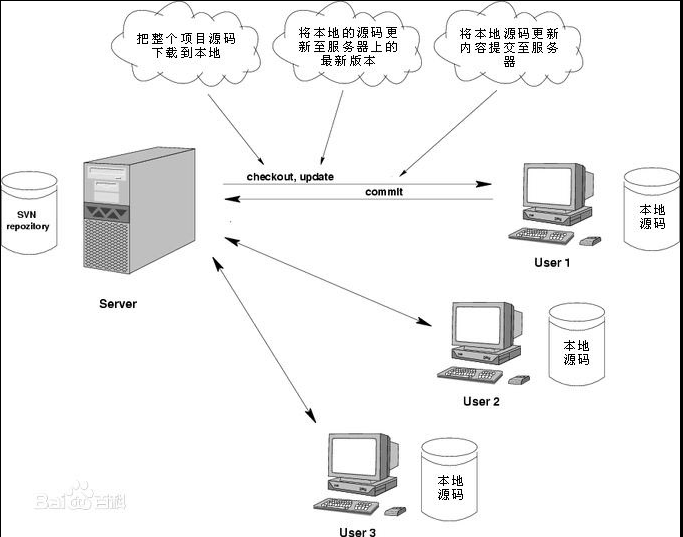 把整个项目源码
下载到本地
将本地的源码更
新至服务器上的
最新版本
将本地源码更新
内容提交至服务
器
checkout, update
commit
SVN
repozitory
Server
本地
源码
User 1
本地
源码
User 2
本地
源码
User 3
Baidu百科